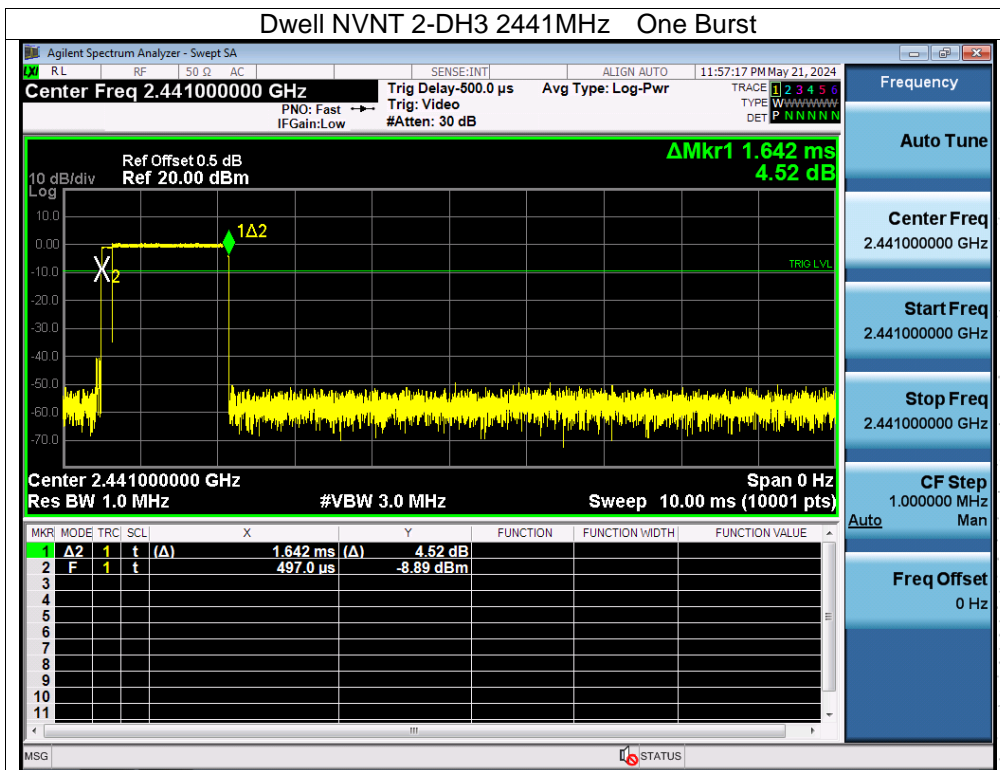 Dwell NVNT 2-DH3 2441MHz One Burst
Agilent Spectrum Analyzer - Swept SA
LXI RL RF 50 Ω AC SENSE:INT ALIGN AUTO 11:57:17 PM May 21, 2024
Center Freq 2.441000000 GHz
PNO: Fast
IFGain:Low
Trig Delay-500.0 µs
Trig: Video
#Atten: 30 dB
Avg Type: Log-Pwr
TRACE 1 2 3 4 5 6
TYPE WWWWWW
DET P N N N N N
ΔMkr1 1.642 ms
4.52 dB
Ref Offset 0.5 dB
10 dB/div Ref 20.00 dBm
Log
10.0
0.00
-10.0
-20.0
-30.0
-40.0
-50.0
-60.0
-70.0
1Δ2
X2
TRIG LVL
Center 2.441000000 GHz Span 0 Hz
Res BW 1.0 MHz #VBW 3.0 MHz Sweep 10.00 ms (10001 pts)
MKR MODE TRC SCL X Y FUNCTION FUNCTION WIDTH FUNCTION VALUE
1 Δ2 1 t (Δ) 1.642 ms (Δ) 4.52 dB
2 F 1 t 497.0 µs -8.89 dBm
3
4
5
6
7
8
9
10
11
MSG STATUS
Frequency
Auto Tune
Center Freq
2.441000000 GHz
Start Freq
2.441000000 GHz
Stop Freq
2.441000000 GHz
CF Step
1.000000 MHz
Auto Man
Freq Offset
0 Hz